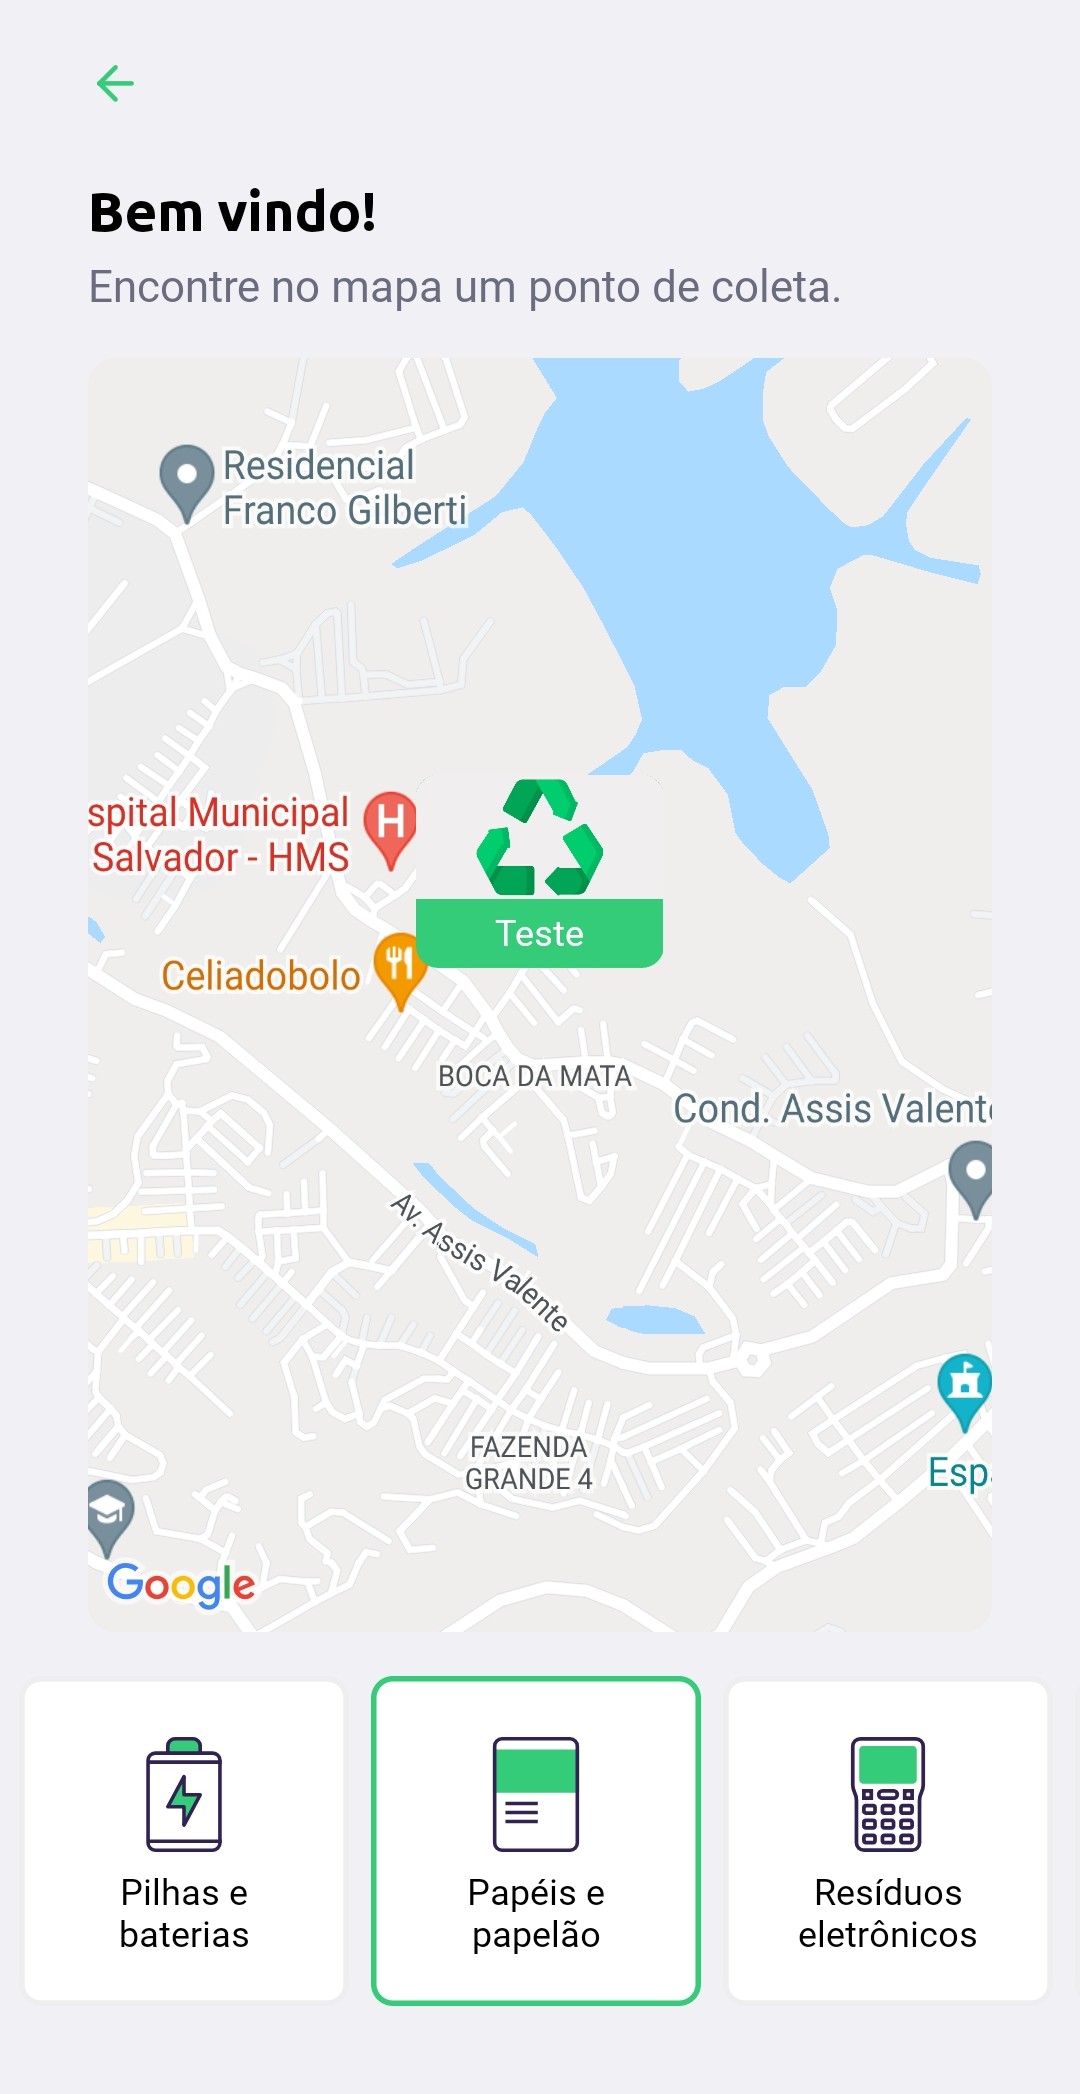 Bem vindo!
Encontre no mapa um ponto de coleta.
Residencial
Franco Gilberti
spital Municipal
Salvador - HMS
H
Teste
Celiadobolo
BOCA DA MATA
Cond. Assis Valente
Av. Assis Valente
FAZENDA
GRANDE 4
Esp
Google
Pilhas e
baterias
Papéis e
papelão
Resíduos
eletrônicos